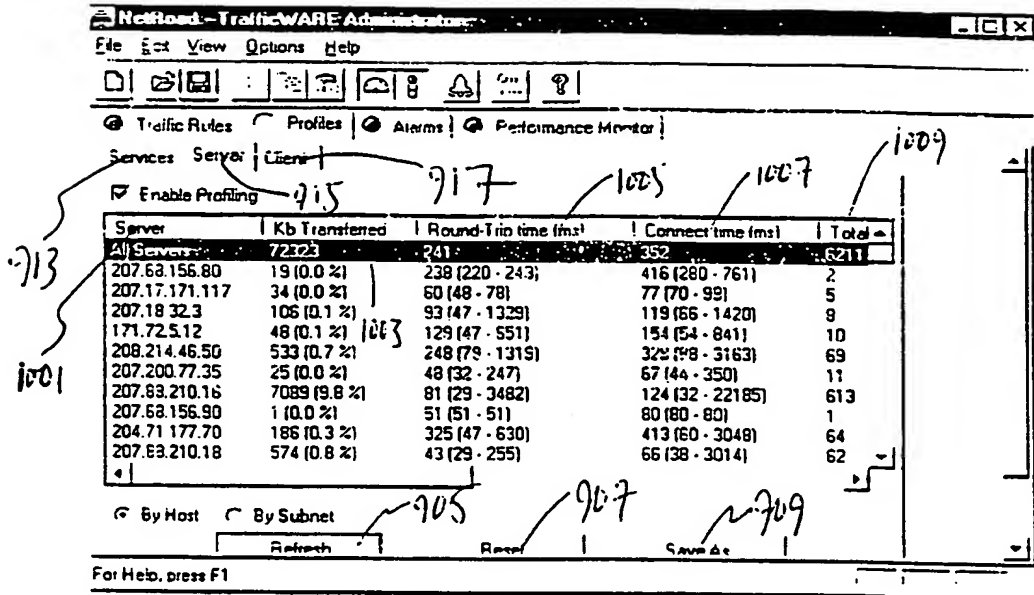 NetRoad - TrafficWARE Administrator
File Edit View Options Help
Traffic Rules Profiles Alarms Performance Monitor
1009
Services Server Client
915 917 1005 1007
Enable Profiling
Server Kb Transferred Round-Trip time (ms) Connect time (ms) Total
913
All Servers 72323 241 352 6211
207.68.156.80 19 (0.0 %) 238 (220 - 243) 416 (280 - 761) 2
207.17.171.117 34 (0.0 %) 60 (48 - 78) 77 (70 - 99) 5
207.18.32.3 106 (0.1 %) 93 (47 - 1329) 119 (66 - 1420) 9
1003
171.72.5.12 48 (0.1 %) 129 (47 - 551) 154 (54 - 841) 10
1001
208.214.46.50 533 (0.7 %) 248 (79 - 1319) 69
207.200.77.35 25 (0.0 %) 48 (32 - 247) 67 (44 - 350) 11
207.83.210.16 7089 (9.8 %) 81 (29 - 3482) 124 (32 - 22185) 613
207.68.156.90 1 (0.0 %) 51 (51 - 51) 80 (80 - 80) 1
204.71.177.70 186 (0.3 %) 325 (47 - 630) 413 (60 - 3048) 64
207.83.210.18 574 (0.8 %) 43 (29 - 255) 66 (38 - 3014) 62
905 907 909
By Host By Subnet
Refresh Reset Save As
For Help, press F1